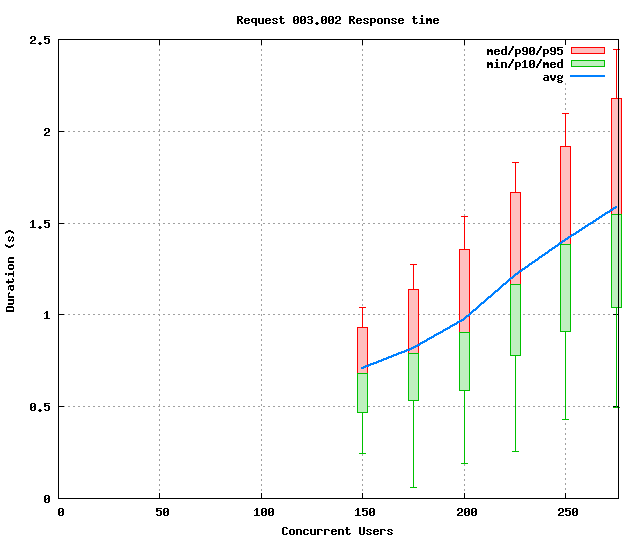 Request 003.002 Response time
med/p90/p95
min/p10/med
avg
2.5
2
1.5
1
0.5
0
0 50 100 150 200 250
Duration (s)
Concurrent Users